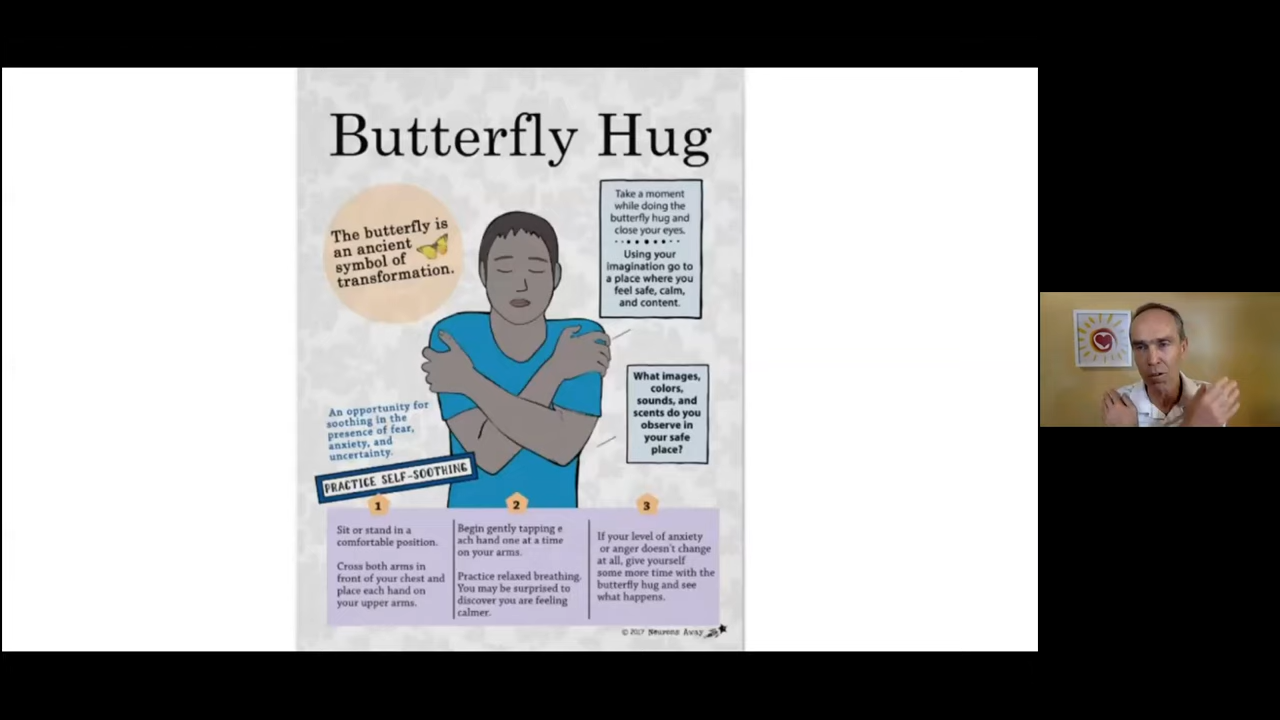 Butterfly Hug
The butterfly is
an ancient
symbol of
transformation.
Take a moment
while doing the
butterfly hug and
close your eyes.
Using your
imagination go to
a place where you
feel safe, calm,
and content.
What images,
colors,
sounds, and
scents do you
observe in
your safe
place?
An opportunity for
soothing in the
presence of fear,
anxiety, and
uncertainty.
PRACTICE SELF-SOOTHING
1
Sit or stand in a
comfortable position.
Cross both arms in
front of your chest and
place each hand on
your upper arms.
2
Begin gently tapping e
ach hand one at a time
on your arms.
Practice relaxed breathing.
You may be surprised to
discover you are feeling
calmer.
3
If your level of anxiety
or anger doesn't change
at all, give yourself
some more time with the
butterfly hug and see
what happens.
© 2017 Neurons Away